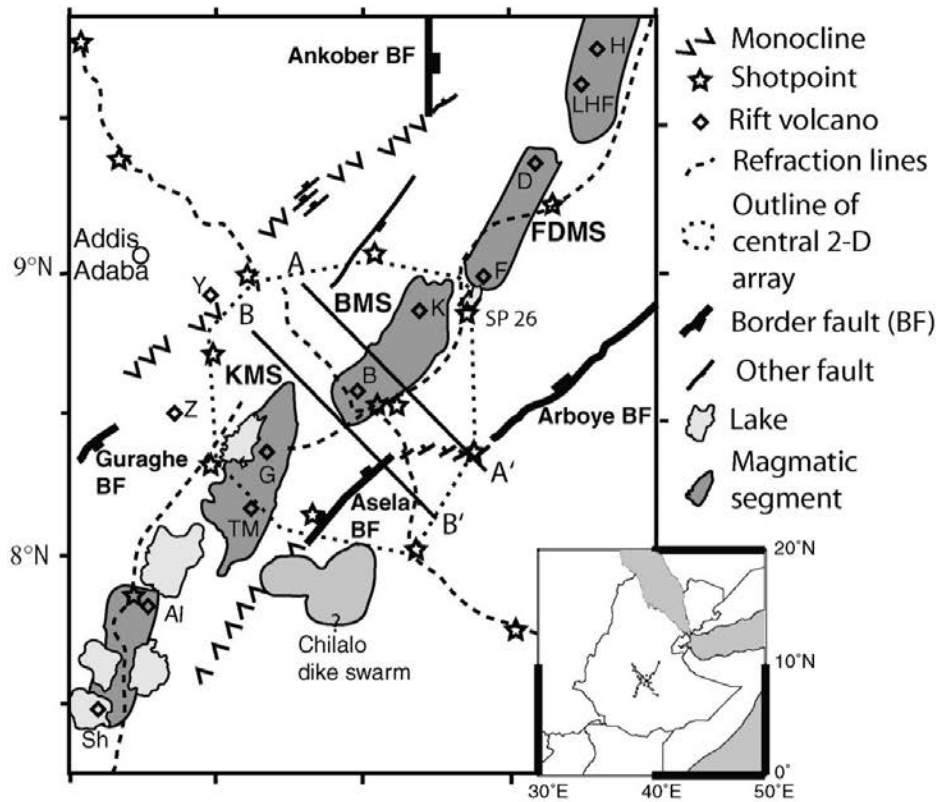 Ankober BF
H
LHF
D
FDMS
Addis
Adaba
9°N
A
Y
BMS
F
K
SP 26
B
KMS
B
Arboye BF
Z
Guraghe
BF
G
A'
TM
Asela
BF
B'
8°N
Al
?
Chilalo
dike swarm
Sh
Monocline
Shotpoint
Rift volcano
Refraction lines
Outline of
central 2-D
array
Border fault (BF)
Other fault
Lake
Magmatic
segment
20°N
10°N
0°
30°E
40°E
50°E